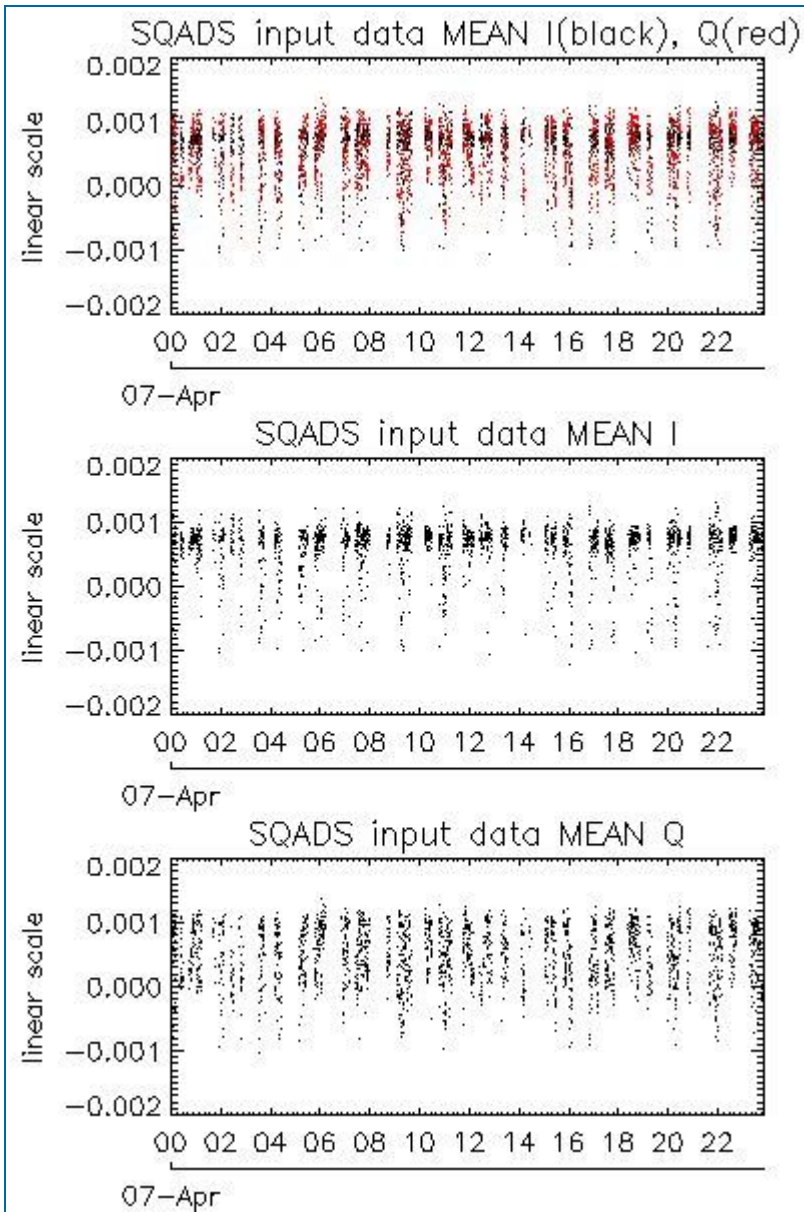 SQADS input data MEAN I(black), Q(red)
linear scale
0.002
0.001
0.000
−0.001
−0.002
00 02 04 06 08 10 12 14 16 18 20 22
07-Apr
SQADS input data MEAN I
linear scale
0.002
0.001
0.000
−0.001
−0.002
00 02 04 06 08 10 12 14 16 18 20 22
07-Apr
SQADS input data MEAN Q
linear scale
0.002
0.001
0.000
−0.001
−0.002
00 02 04 06 08 10 12 14 16 18 20 22
07-Apr